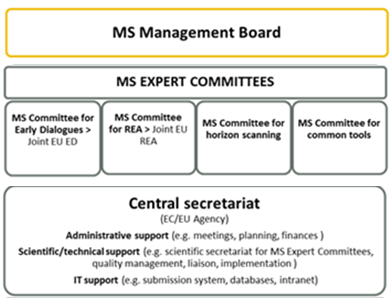 MS Management Board
MS EXPERT COMMITTEES
MS Committee for
Early Dialogues >
Joint EU ED
MS Committee
for REA > Joint EU
REA
MS Committee for
horizon scanning
MS Committee for
common tools
Central secretariat
(EC/EU Agency)
Administrative support (e.g. meetings, planning, finances )
Scientific/technical support (e.g. scientific secretariat for MS Expert Committees,
quality management, liaison, implementation )
IT support (e.g. submission system, databases, intranet)